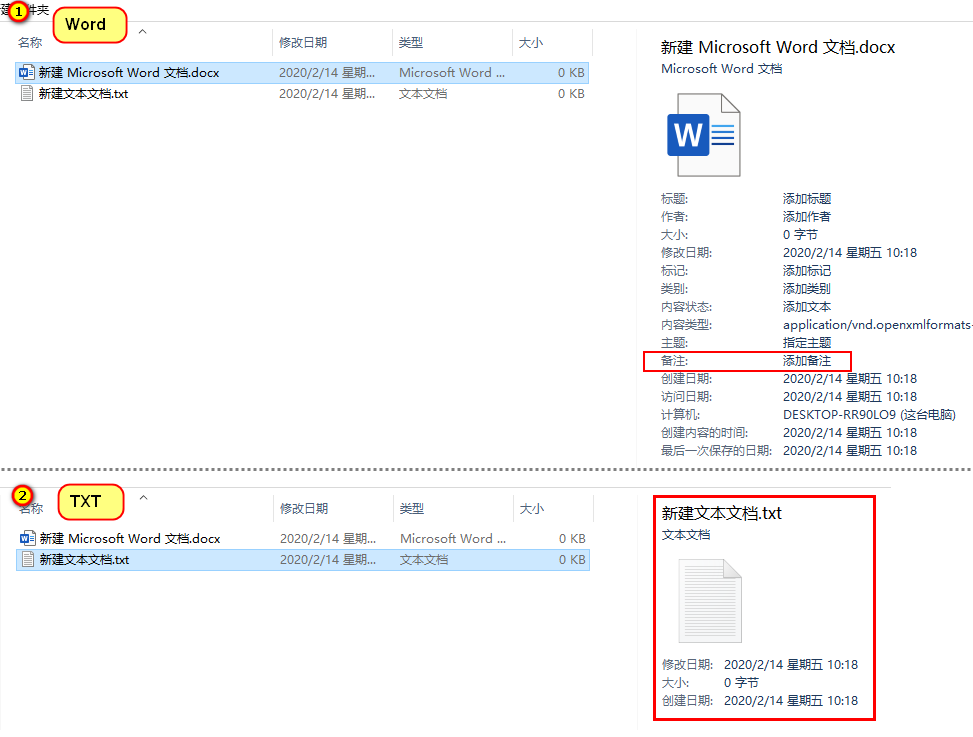 建 件夹
1
Word
名称 修改日期 类型 大小
新建 Microsoft Word 文档.docx 2020/2/14 星期... Microsoft Word ... 0 KB
新建文本文档.txt 2020/2/14 星期... 文本文档 0 KB
新建 Microsoft Word 文档.docx
Microsoft Word 文档
W
标题: 添加标题
作者: 添加作者
大小: 0 字节
修改日期: 2020/2/14 星期五 10:18
标记: 添加标记
类别: 添加类别
内容状态: 添加文本
内容类型: application/vnd.openxmlformats-
主题: 指定主题
备注: 添加备注
创建日期: 2020/2/14 星期五 10:18
访问日期: 2020/2/14 星期五 10:18
计算机: DESKTOP-RR90LO9 (这台电脑)
创建内容的时间: 2020/2/14 星期五 10:18
最后一次保存的日期: 2020/2/14 星期五 10:18
2
TXT
名称 修改日期 类型 大小
新建 Microsoft Word 文档.docx 2020/2/14 星期... Microsoft Word ... 0 KB
新建文本文档.txt 2020/2/14 星期... 文本文档 0 KB
新建文本文档.txt
文本文档
修改日期: 2020/2/14 星期五 10:18
大小: 0 字节
创建日期: 2020/2/14 星期五 10:18